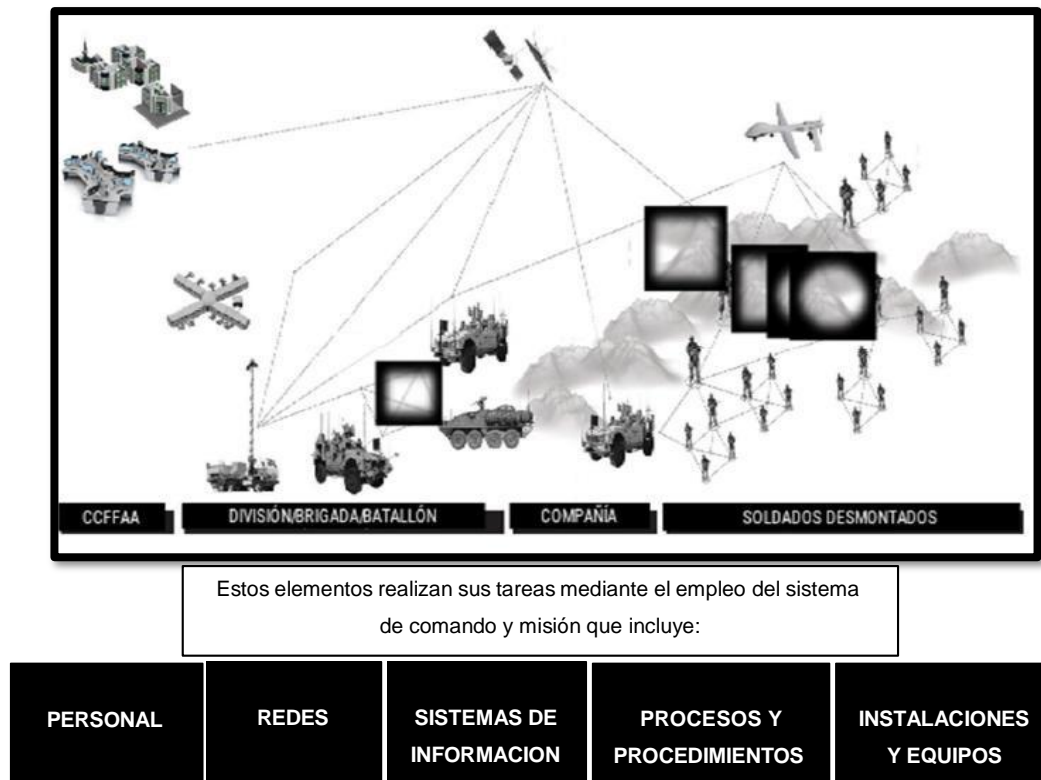 CCFFAA
DIVISIÓN/BRIGADA/BATALLÓN
COMPAÑÍA
SOLDADOS DESMONTADOS
Estos elementos realizan sus tareas mediante el empleo del sistema
de comando y misión que incluye:
PERSONAL
REDES
SISTEMAS DE
INFORMACION
PROCESOS Y
PROCEDIMIENTOS
INSTALACIONES
Y EQUIPOS